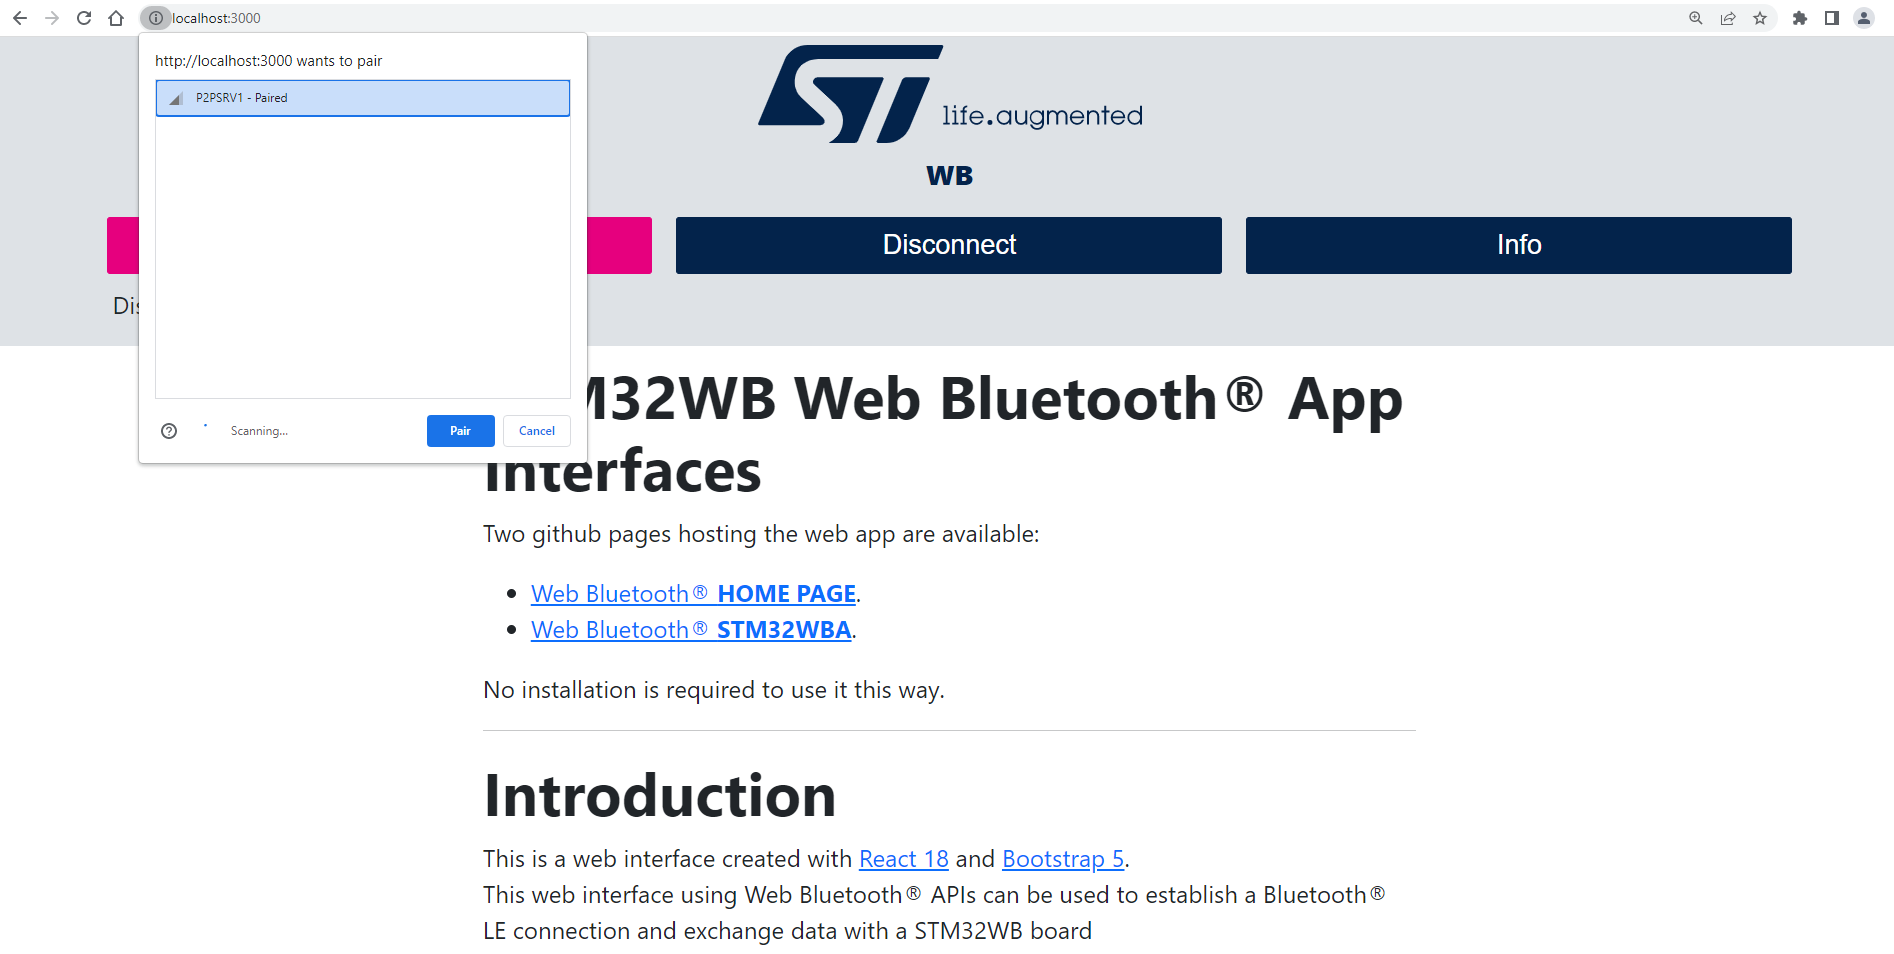 localhost:3000
http://localhost:3000 wants to pair
P2PSRV1 - Paired
Scanning...
Pair
Cancel
ST life.augmented
WB
Disconnect
Info
M32WB Web Bluetooth® App
Interfaces
Two github pages hosting the web app are available:
Web Bluetooth® HOME PAGE.
Web Bluetooth® STM32WBA.
No installation is required to use it this way.
Introduction
This is a web interface created with React 18 and Bootstrap 5.
This web interface using Web Bluetooth® APIs can be used to establish a Bluetooth®
LE connection and exchange data with a STM32WB board